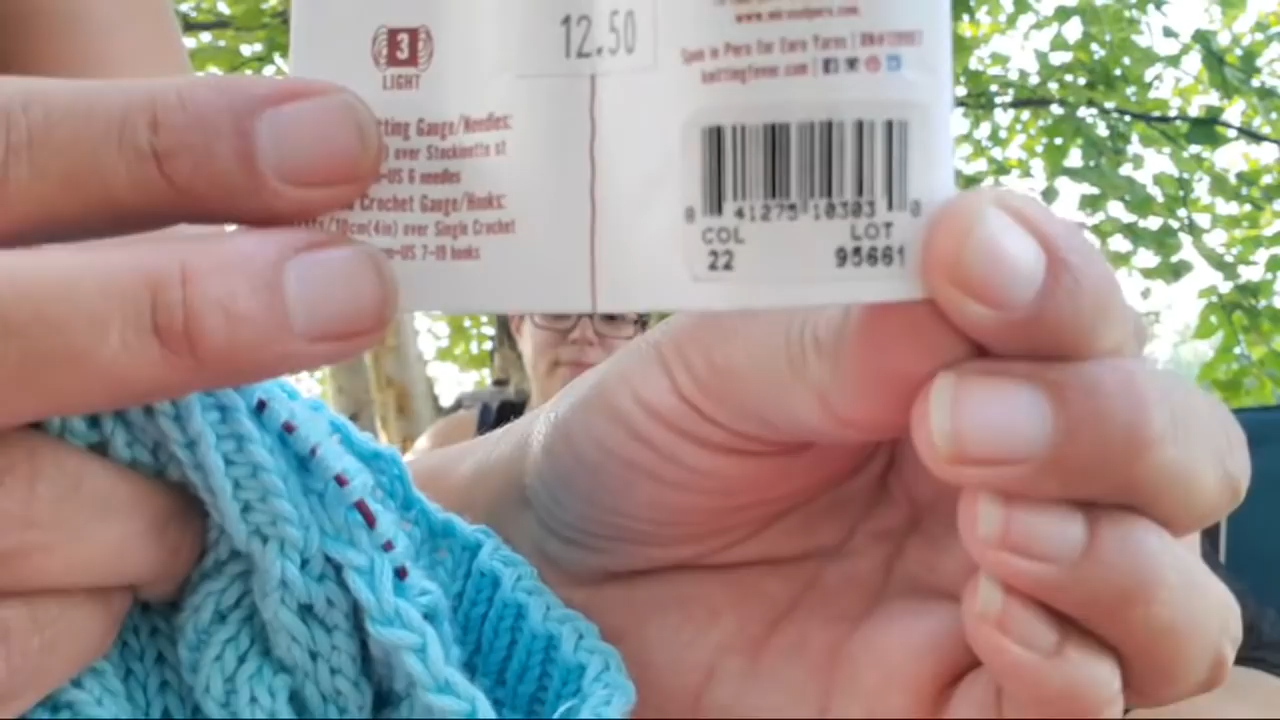 3
LIGHT
12.50
Spun in Peru for Euro Yarns |
knittingfever.com |
tting Gauge/Needles:
) over Stockinette st
-US 6 needles
Crochet Gauge/Hooks:
/10cm(4in) over Single Crochet
m-US 7-I9 hooks
8 41275 10303 0
COL LOT
22 95661